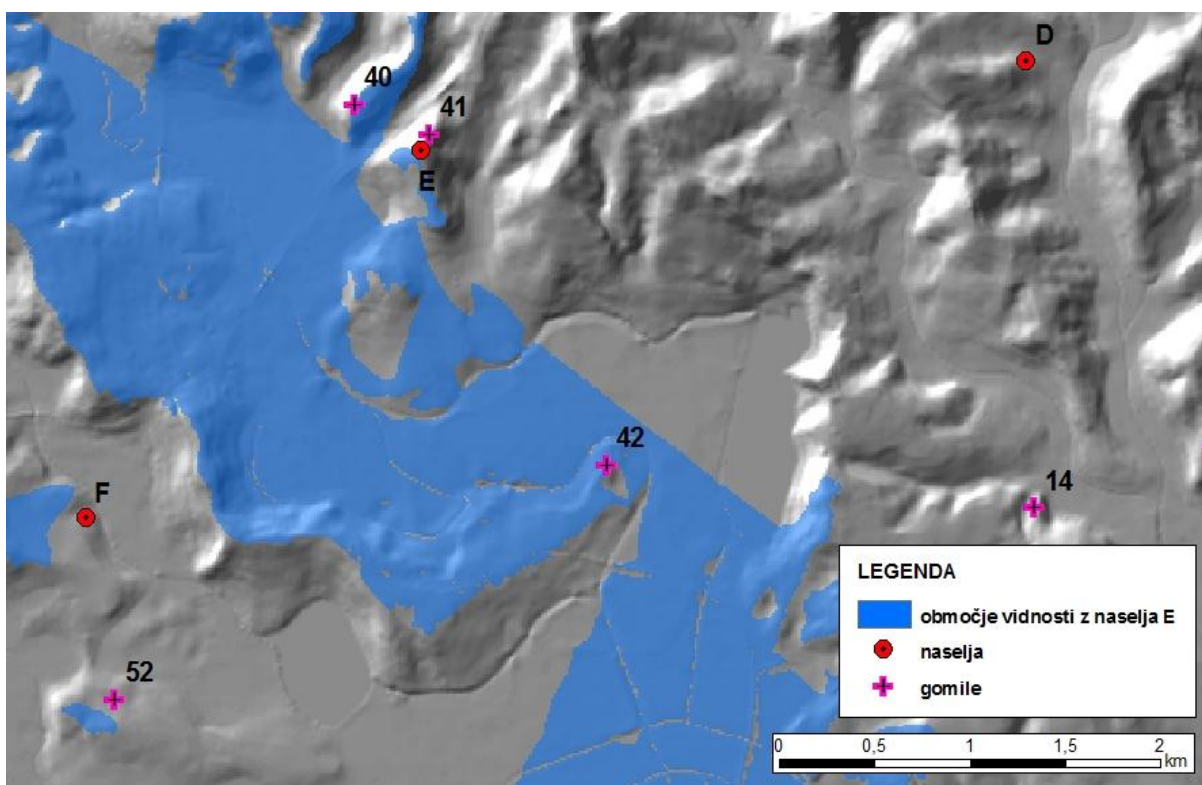 D
40
41
E
42
F
14
52
LEGENDA
območje vidnosti z naselja E
naselja
gomile
0 0,5 1 1,5 2
km